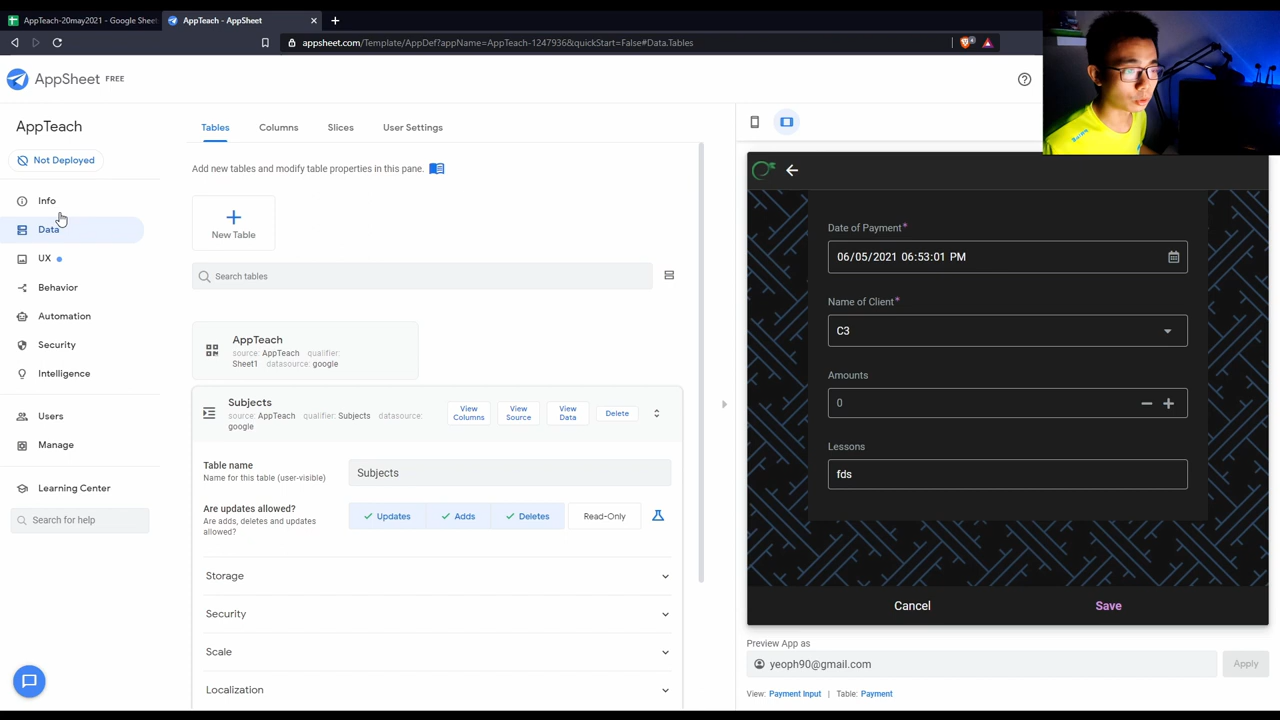 AppTeach-20may2021 - Google Sheet
AppTeach - AppSheet
appsheet.com/Template/AppDef?appName=AppTeach-1247936&quickStart=False#Data.Tables
AppSheet FREE
AppTeach
Not Deployed
Info
Data
UX
Behavior
Automation
Security
Intelligence
Users
Manage
Learning Center
Search for help
Tables
Columns
Slices
User Settings
Add new tables and modify table properties in this pane.
New Table
Search tables
AppTeach
source: AppTeach qualifier:
Sheet1 datasource: google
Subjects
source: AppTeach qualifier: Subjects datasource:
google
View
Columns
View
Source
View
Data
Delete
Table name
Name for this table (user-visible)
Subjects
Are updates allowed?
Are adds, deletes and updates
allowed?
Updates
Adds
Deletes
Read-Only
Storage
Security
Scale
Localization
Date of Payment*
06/05/2021 06:53:01 PM
Name of Client*
C3
Amounts
0
Lessons
fds
Cancel
Save
Preview App as
yeoph90@gmail.com
Apply
View: Payment Input | Table: Payment